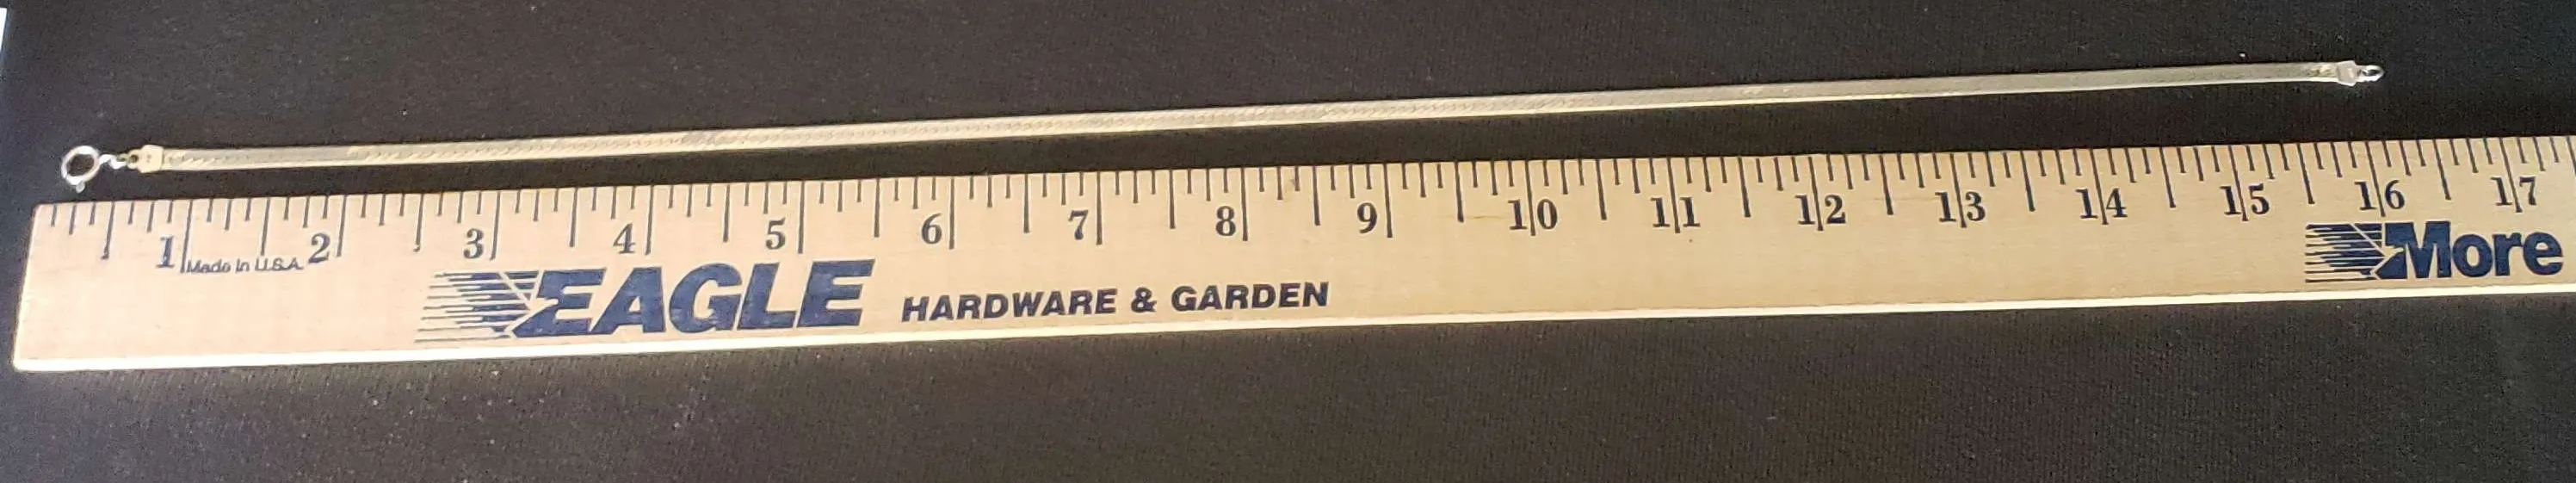 1 2 3 4 5 6 7 8 9 10 11 12 13 14 15 16 17
Made in U.S.A.
EAGLE HARDWARE & GARDEN More